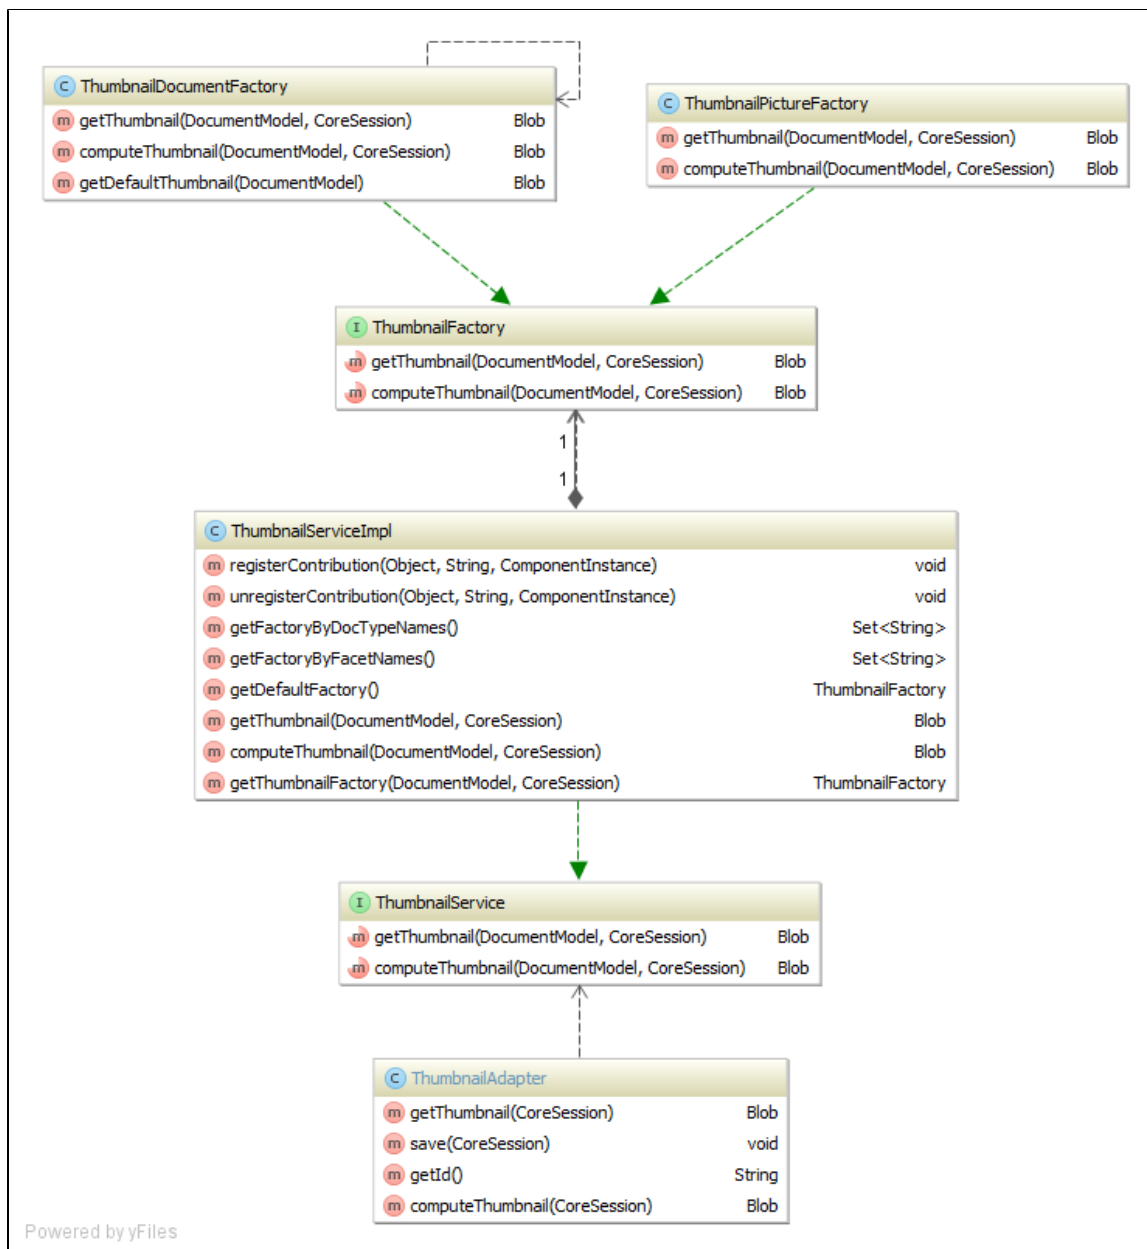 C ThumbnailDocumentFactory
m getThumbnail(DocumentModel, CoreSession) Blob
m computeThumbnail(DocumentModel, CoreSession) Blob
m getDefaultThumbnail(DocumentModel) Blob
C ThumbnailPictureFactory
m getThumbnail(DocumentModel, CoreSession) Blob
m computeThumbnail(DocumentModel, CoreSession) Blob
I ThumbnailFactory
m getThumbnail(DocumentModel, CoreSession) Blob
m computeThumbnail(DocumentModel, CoreSession) Blob
1
1
C ThumbnailServiceImpl
m registerContribution(Object, String, ComponentInstance) void
m unregisterContribution(Object, String, ComponentInstance) void
m getFactoryByDocTypeNames() Set<String>
m getFactoryByFacetNames() Set<String>
m getDefaultFactory() ThumbnailFactory
m getThumbnail(DocumentModel, CoreSession) Blob
m computeThumbnail(DocumentModel, CoreSession) Blob
m getThumbnailFactory(DocumentModel, CoreSession) ThumbnailFactory
I ThumbnailService
m getThumbnail(DocumentModel, CoreSession) Blob
m computeThumbnail(DocumentModel, CoreSession) Blob
C ThumbnailAdapter
m getThumbnail(CoreSession) Blob
m save(CoreSession) void
m getId() String
m computeThumbnail(CoreSession) Blob
Powered by yFiles